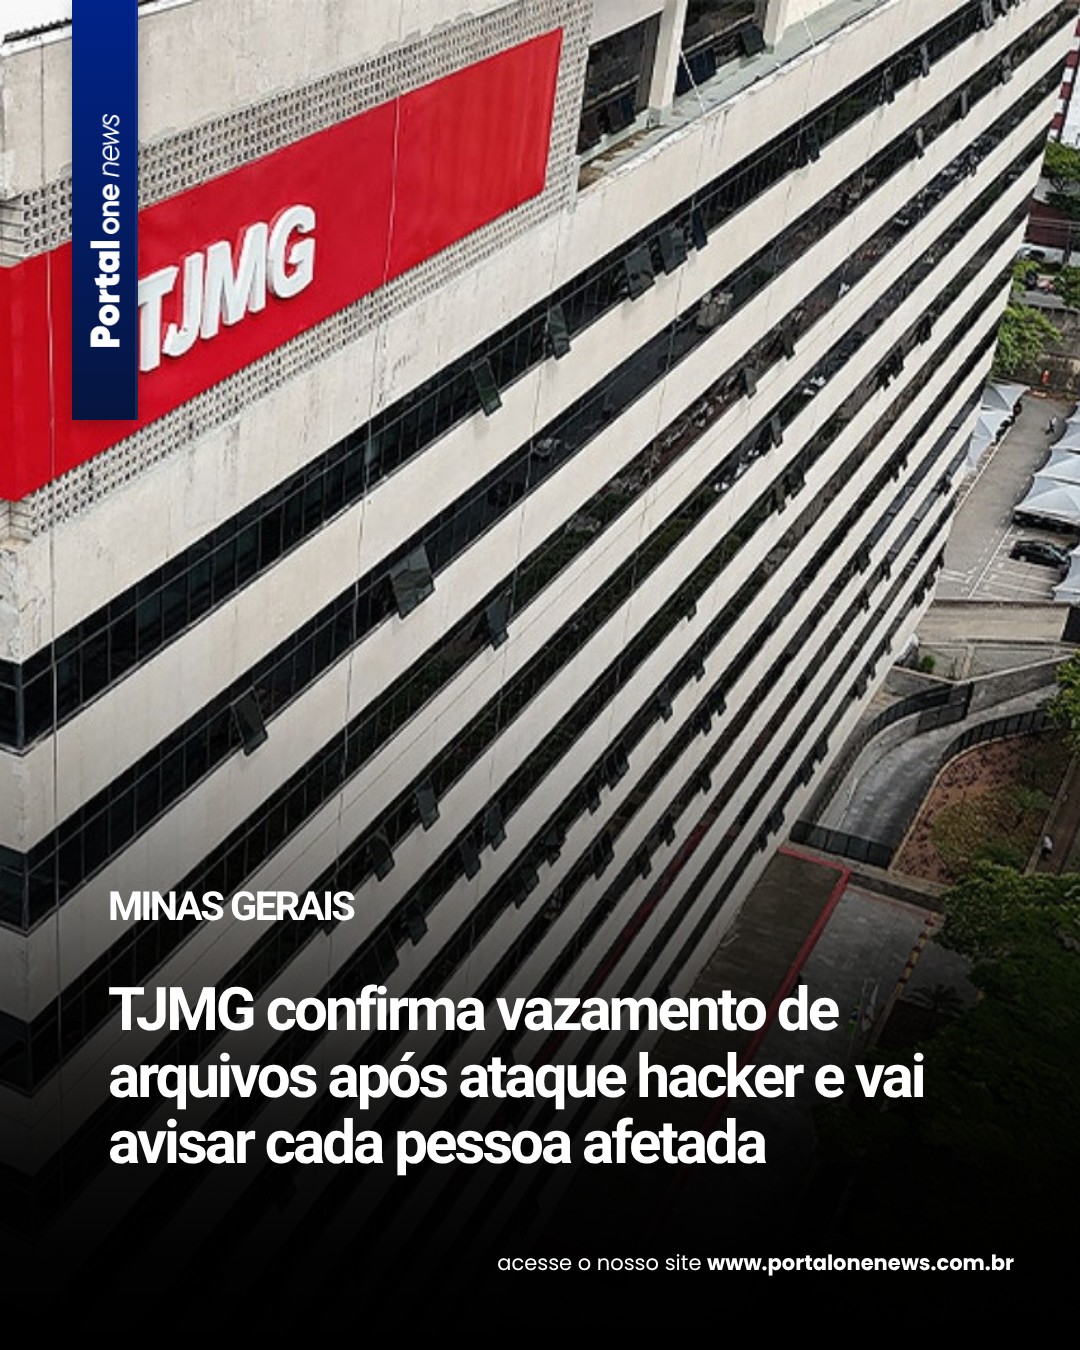 Portal one news
TJMG
MINAS GERAIS
TJMG confirma vazamento de
arquivos após ataque hacker e vai
avisar cada pessoa afetada
acesse o nosso site www.portalonenews.com.br